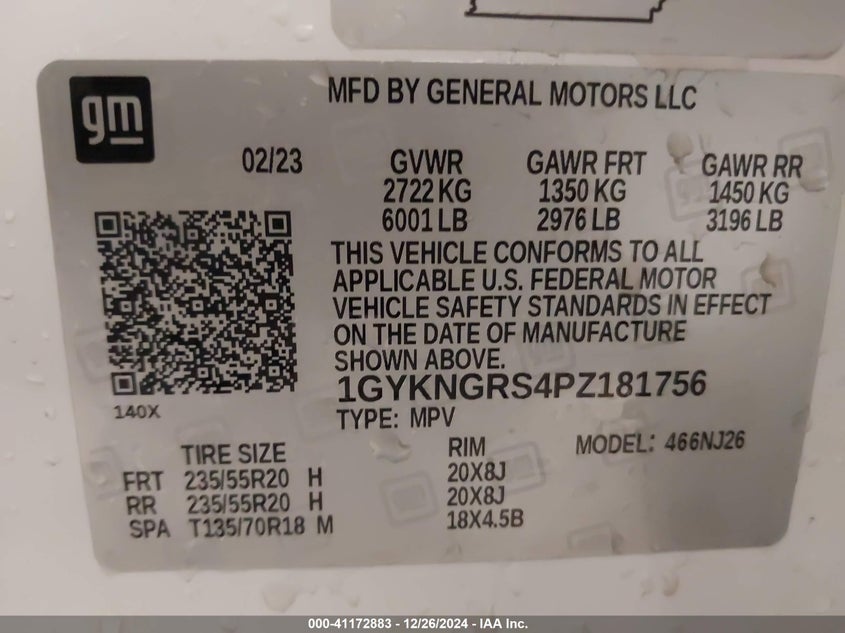 gm
MFD BY GENERAL MOTORS LLC
02/23 GVWR GAWR FRT GAWR RR
2722 KG 1350 KG 1450 KG
6001 LB 2976 LB 3196 LB
THIS VEHICLE CONFORMS TO ALL
APPLICABLE U.S. FEDERAL MOTOR
VEHICLE SAFETY STANDARDS IN EFFECT
ON THE DATE OF MANUFACTURE
SHOWN ABOVE.
1GYKNGRS4PZ181756
140X
TYPE: MPV
TIRE SIZE RIM MODEL: 466NJ26
FRT 235/55R20 H 20X8J
RR 235/55R20 H 20X8J
SPA T135/70R18 M 18X4.5B
000-41172883 - 12/26/2024 - IAA Inc.